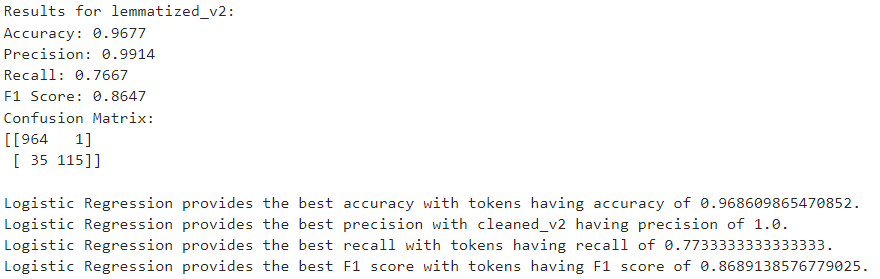 Results for lemmatized_v2:
Accuracy: 0.9677
Precision: 0.9914
Recall: 0.7667
F1 Score: 0.8647
Confusion Matrix:
[[964   1]
 [ 35 115]]
Logistic Regression provides the best accuracy with tokens having accuracy of 0.968609865470852.
Logistic Regression provides the best precision with cleaned_v2 having precision of 1.0.
Logistic Regression provides the best recall with tokens having recall of 0.7733333333333333.
Logistic Regression provides the best F1 score with tokens having F1 score of 0.8689138576779025.